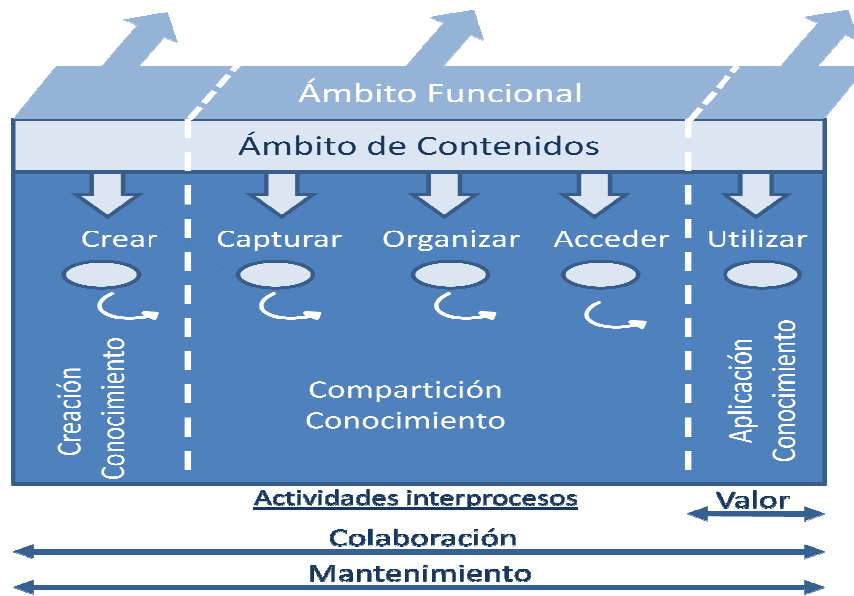 Ámbito Funcional
Ámbito de Contenidos
Crear
Capturar
Organizar
Acceder
Utilizar
Creación
Conocimiento
Compartición
Conocimiento
Aplicación
Conocimiento
Actividades interprocesos
Valor
Colaboración
Mantenimiento